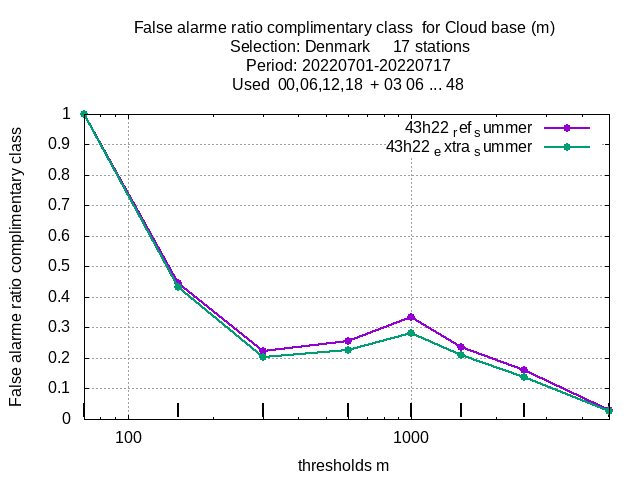 False alarme ratio complimentary class  for Cloud base (m)
Selection: Denmark     17 stations
Period: 20220701-20220717
Used  00,06,12,18  + 03 06 ... 48
43h22 ref summer
43h22 extra summer
False alarme ratio complimentary class
1
0.9
0.8
0.7
0.6
0.5
0.4
0.3
0.2
0.1
0
100
1000
thresholds m